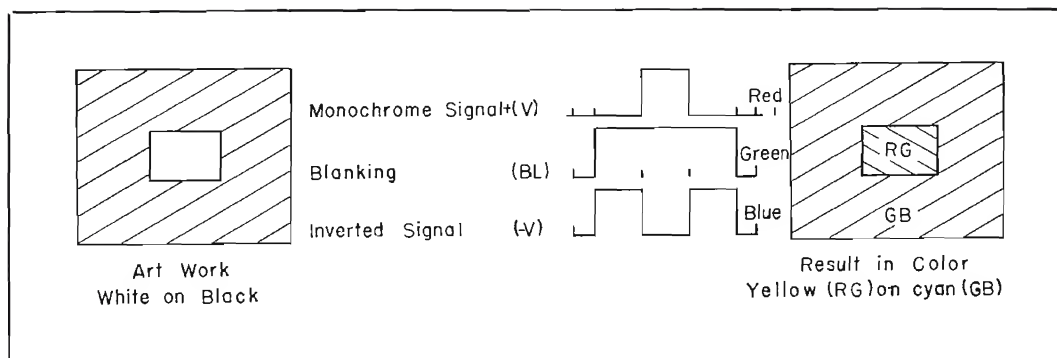 Monochrome Signal+(V) Red
Blanking (BL) Green
Inverted Signal (-V) Blue
RG
GB
Art Work
White on Black
Result in Color
Yellow (RG) on cyan (GB)